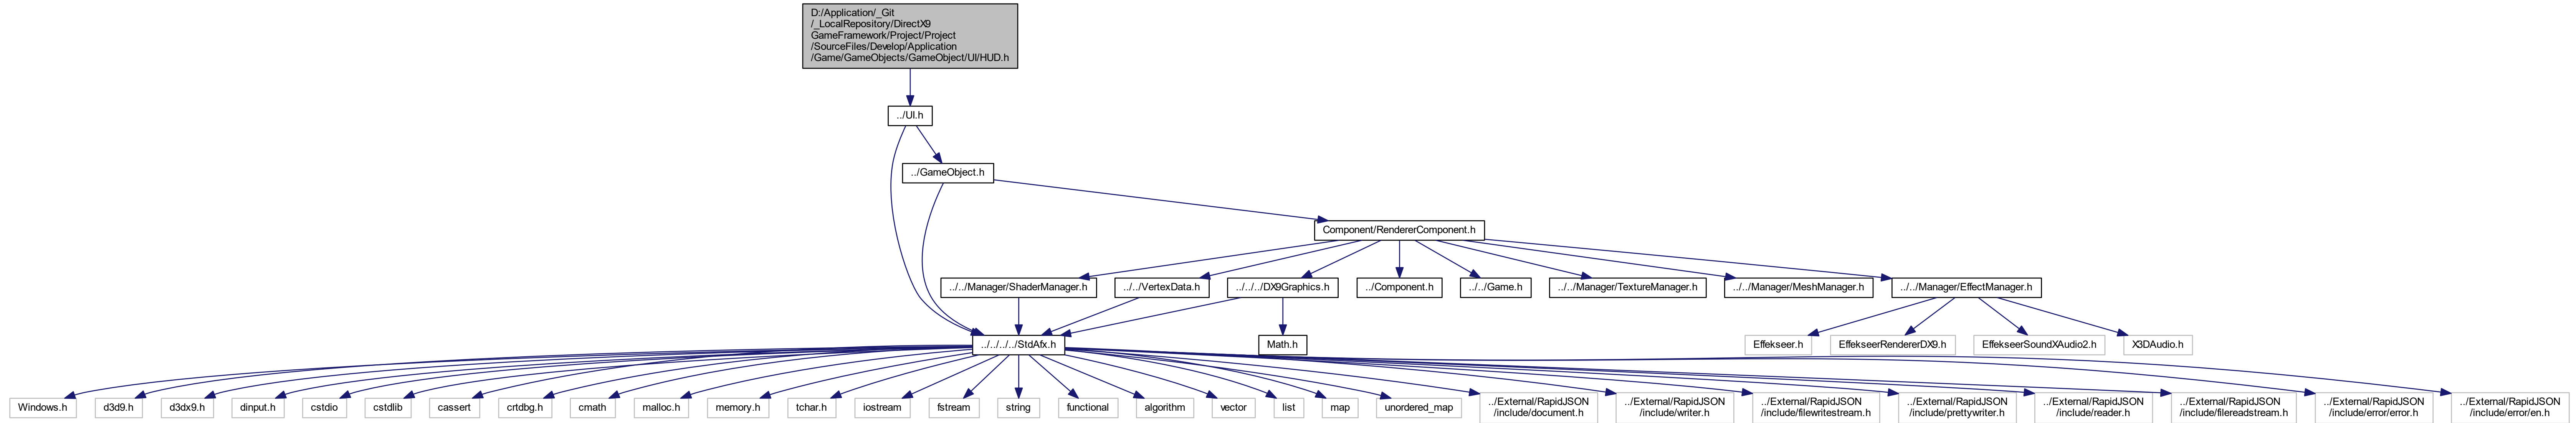 D:/Application/_Git
/_LocalRepository/DirectX9
GameFramework/Project/Project
/SourceFiles/Develop/Application
/Game/GameObjects/GameObject/UI/HUD.h
../UI.h
../GameObject.h
Component/RendererComponent.h
../../Manager/ShaderManager.h
../../VertexData.h
../../../DX9Graphics.h
../Component.h
../../Game.h
../../Manager/TextureManager.h
../../Manager/MeshManager.h
../../Manager/EffectManager.h
../../../../StdAfx.h
Math.h
Effekseer.h
EffekseerRendererDX9.h
EffekseerSoundXAudio2.h
X3DAudio.h
Windows.h
d3d9.h
d3dx9.h
dinput.h
cstdio
cstdlib
cassert
crtdbg.h
cmath
malloc.h
memory.h
tchar.h
iostream
fstream
string
functional
algorithm
vector
list
map
unordered_map
../External/RapidJSON
/include/document.h
../External/RapidJSON
/include/writer.h
../External/RapidJSON
/include/filewritestream.h
../External/RapidJSON
/include/prettywriter.h
../External/RapidJSON
/include/reader.h
../External/RapidJSON
/include/filereadstream.h
../External/RapidJSON
/include/error/error.h
../External/RapidJSON
/include/error/en.h